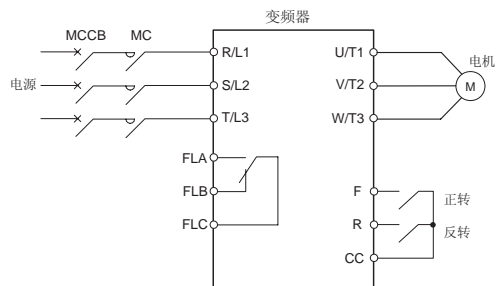 变频器
MCCB MC
R/L1 U/T1 电机
电源 S/L2 V/T2 M
T/L3 W/T3
FLA
FLB F 正转
FLC R 反转
CC